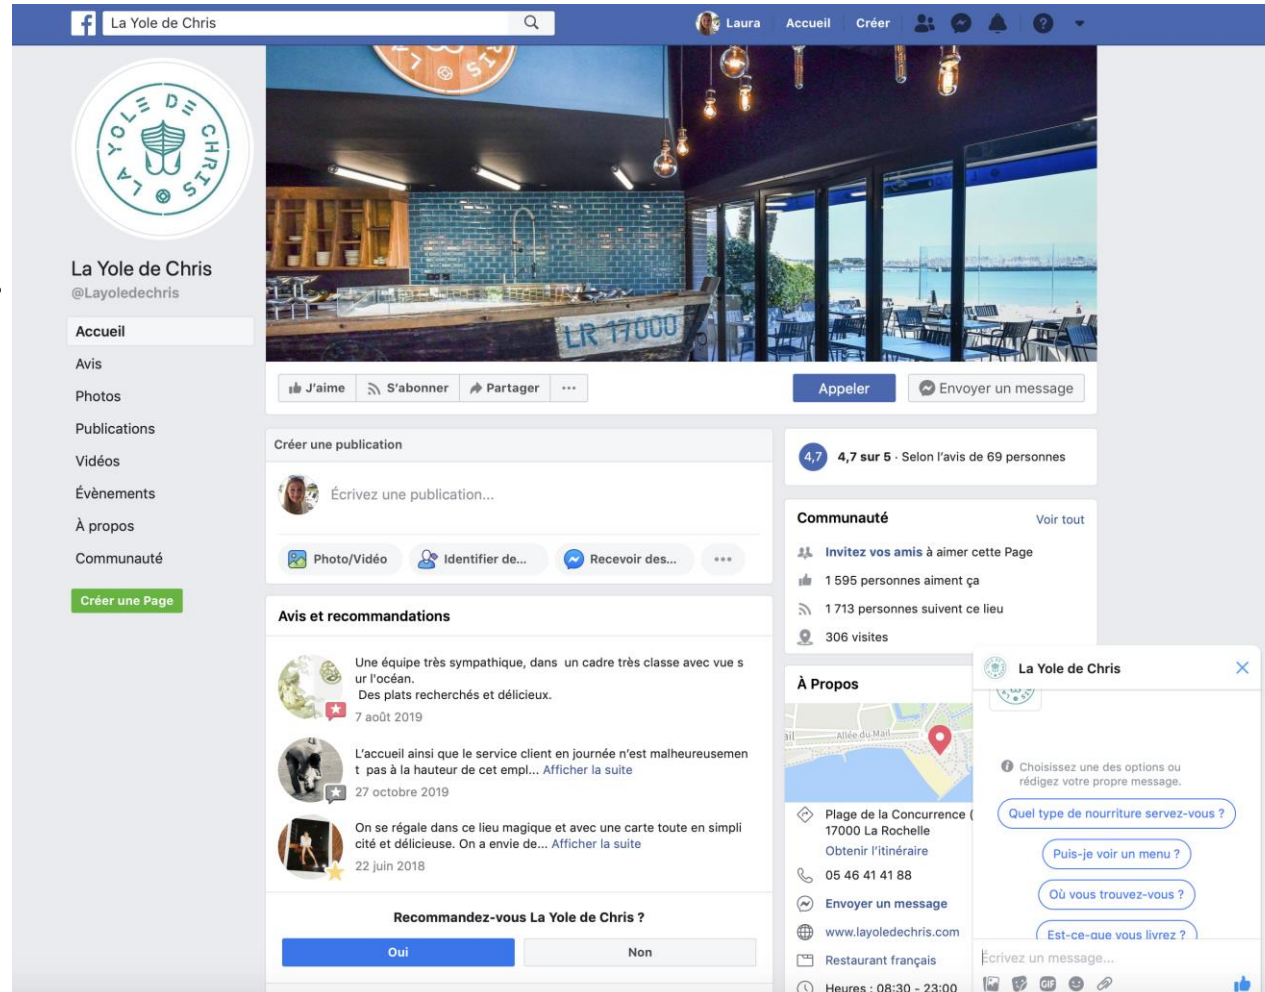 La Yole de Chris
Laura
Accueil
Créer
LA YOLE DE CHRIS
LR 17000
La Yole de Chris
@Layoledechris
Accueil
Avis
Photos
Publications
Vidéos
Évènements
À propos
Communauté
Créer une Page
J'aime
S'abonner
Partager
Appeler
Envoyer un message
Créer une publication
Écrivez une publication...
Photo/Vidéo
Identifier de...
Recevoir des...
Avis et recommandations
Une équipe très sympathique, dans un cadre très classe avec vue s
ur l'océan.
Des plats recherchés et délicieux.
7 août 2019
L'accueil ainsi que le service client en journée n'est malheureusemen
t pas à la hauteur de cet empl... Afficher la suite
27 octobre 2019
On se régale dans ce lieu magique et avec une carte toute en simpli
cité et délicieuse. On a envie de... Afficher la suite
22 juin 2018
Recommandez-vous La Yole de Chris ?
Oui
Non
4,7
4,7 sur 5 · Selon l'avis de 69 personnes
Communauté
Voir tout
Invitez vos amis à aimer cette Page
1 595 personnes aiment ça
1 713 personnes suivent ce lieu
306 visites
À Propos
Allée du Mail
Plage de la Concurrence (
17000 La Rochelle
Obtenir l'itinéraire
05 46 41 41 88
Envoyer un message
www.layoledechris.com
Restaurant français
Heures : 08:30 - 23:00
La Yole de Chris
Choisissez une des options ou
rédigez votre propre message.
Quel type de nourriture servez-vous ?
Puis-je voir un menu ?
Où vous trouvez-vous ?
Est-ce-que vous livrez ?
Écrivez un message...
GIF